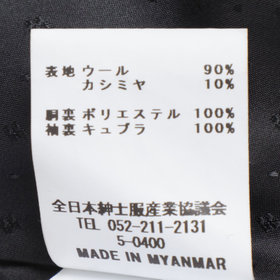 表地 ウール 90%
カシミヤ 10%
胴裏 ポリエステル 100%
袖裏 キュプラ 100%
全日本紳士服産業協議会
TEL 052-211-2131
5-0400
MADE IN MYANMAR